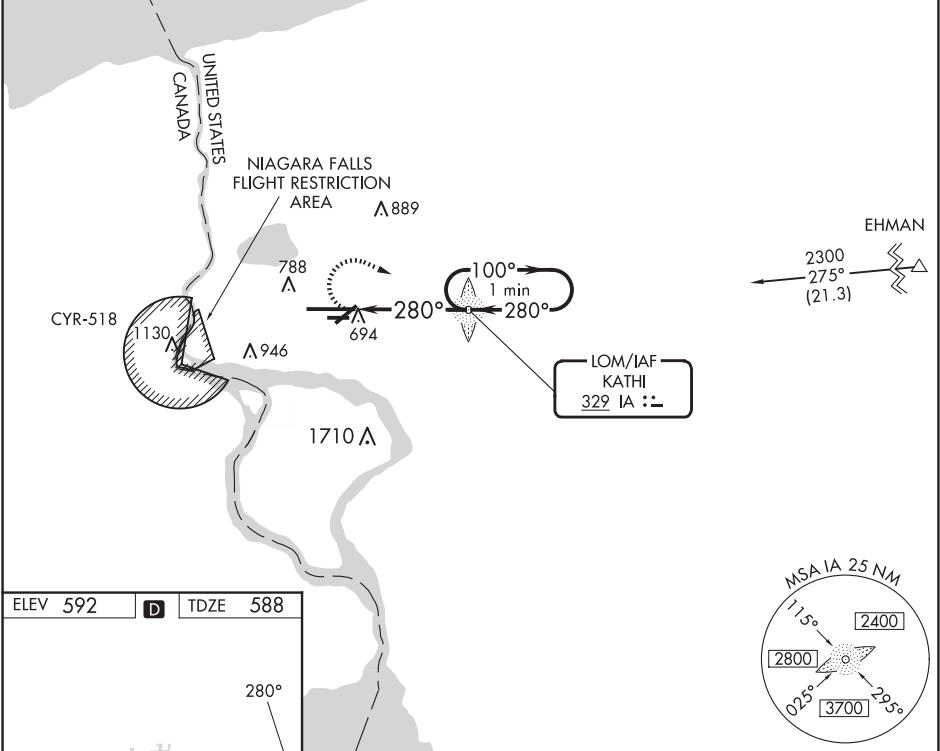 UNITED STATES
CANADA
NIAGARA FALLS
FLIGHT RESTRICTION
AREA
889
EHMAN
2300
275°
(21.3)
788
100°
1 min
280°
280°
694
CYR-518
1130
946
LOM/IAF
KATHI
329 IA
1710
MSA IA 25 NM
115°
2400
2800
025°
3700
295°
ELEV 592
D
TDZE 588
280°